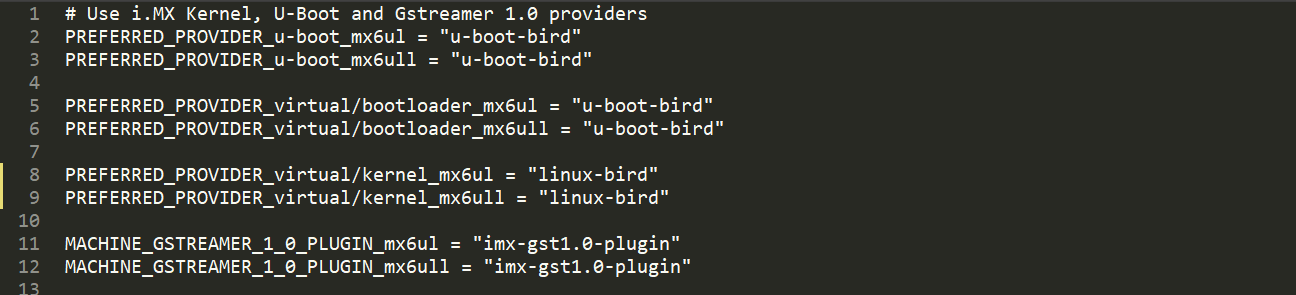 1 # Use i.MX Kernel, U-Boot and Gstreamer 1.0 providers
2 PREFERRED_PROVIDER_u-boot_mx6ul = "u-boot-bird"
3 PREFERRED_PROVIDER_u-boot_mx6ull = "u-boot-bird"
4
5 PREFERRED_PROVIDER_virtual/bootloader_mx6ul = "u-boot-bird"
6 PREFERRED_PROVIDER_virtual/bootloader_mx6ull = "u-boot-bird"
7
8 PREFERRED_PROVIDER_virtual/kernel_mx6ul = "linux-bird"
9 PREFERRED_PROVIDER_virtual/kernel_mx6ull = "linux-bird"
10
11 MACHINE_GSTREAMER_1_0_PLUGIN_mx6ul = "imx-gst1.0-plugin"
12 MACHINE_GSTREAMER_1_0_PLUGIN_mx6ull = "imx-gst1.0-plugin"
13